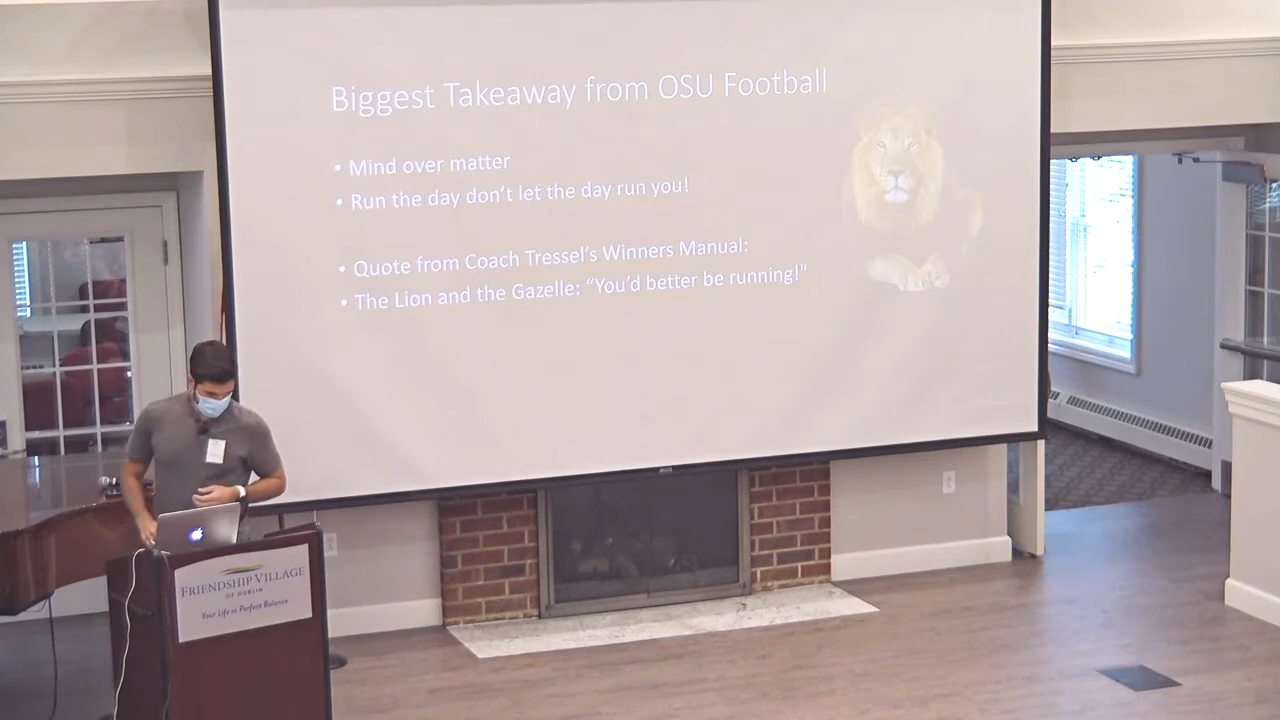 Biggest Takeaway from OSU Football
• Mind over matter
• Run the day don't let the day run you!
• Quote from Coach Tressel's Winners Manual:
• The Lion and the Gazelle: “You'd better be running!"
FRIENDSHIP VILLAGE
OF DUBLIN
Your Life in Perfect Balance